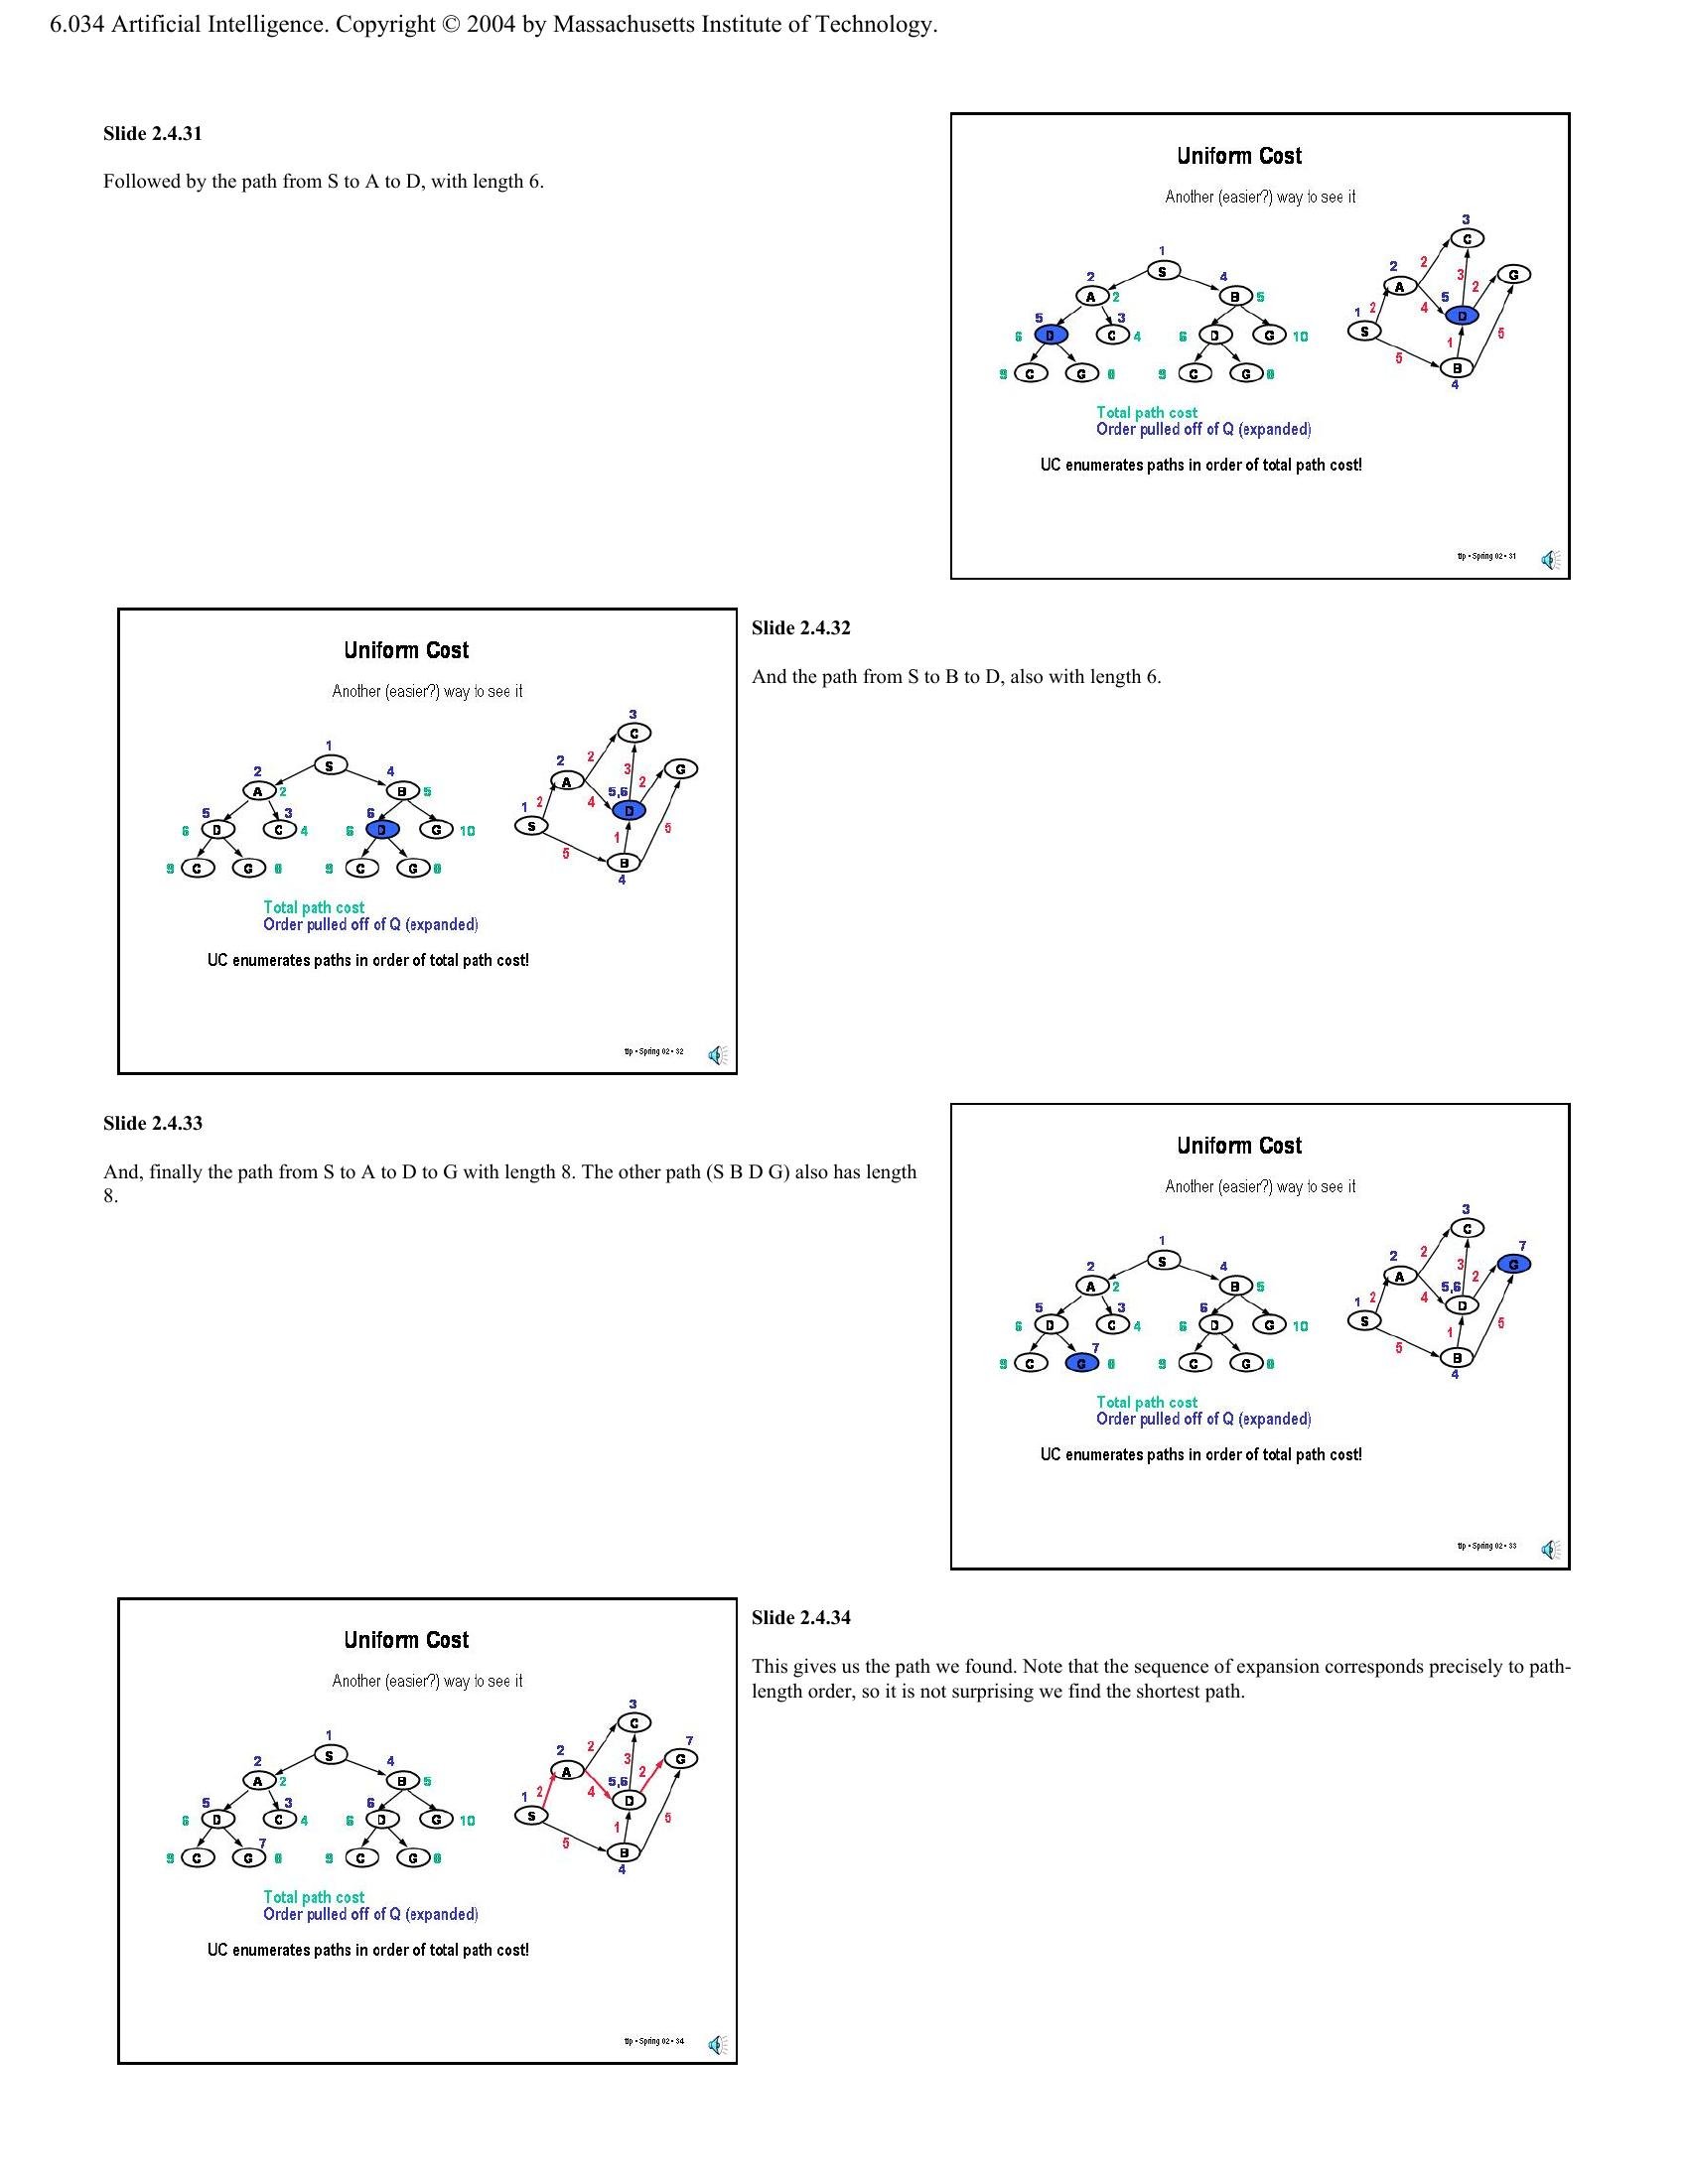 6.034 Artificial Intelligence. Copyright © 2004 by Massachusetts Institute of Technology.
Slide 2.4.31
Followed by the path from S to A to D, with length 6.
Uniform Cost
Another (easier?) way to see it
1
S
2
A 2
4
B 5
5
6 D
3
C 4
6 D
G 10
9 C
G 8
9 C
G 8
3
C
2
A
2
3
2
G
5
4
D
1
2
S
5
1
5
B
4
Total path cost
Order pulled off of Q (expanded)
UC enumerates paths in order of total path cost!
tlp • Spring 02 • 31
Uniform Cost
Another (easier?) way to see it
1
S
2
A 2
4
B 5
5
6 D
3
C 4
6
6 D
G 10
9 C
G 8
9 C
G 8
3
C
2
A
2
3
2
G
5,6
4
D
1
2
S
5
1
5
B
4
Total path cost
Order pulled off of Q (expanded)
UC enumerates paths in order of total path cost!
tlp • Spring 02 • 32
Slide 2.4.32
And the path from S to B to D, also with length 6.
Slide 2.4.33
And, finally the path from S to A to D to G with length 8. The other path (S B D G) also has length
8.
Uniform Cost
Another (easier?) way to see it
1
S
2
A 2
4
B 5
5
6 D
3
C 4
6
6 D
G 10
9 C
7
G 8
9 C
G 8
3
C
2
A
2
3
2
7
G
5,6
4
D
1
2
S
5
1
5
B
4
Total path cost
Order pulled off of Q (expanded)
UC enumerates paths in order of total path cost!
tlp • Spring 02 • 33
Uniform Cost
Another (easier?) way to see it
1
S
2
A 2
4
B 5
5
6 D
3
C 4
6
6 D
G 10
9 C
7
G 8
9 C
G 8
3
C
2
A
2
3
2
7
G
5,6
4
D
1
2
S
5
1
5
B
4
Total path cost
Order pulled off of Q (expanded)
UC enumerates paths in order of total path cost!
tlp • Spring 02 • 34
Slide 2.4.34
This gives us the path we found. Note that the sequence of expansion corresponds precisely to path-
length order, so it is not surprising we find the shortest path.